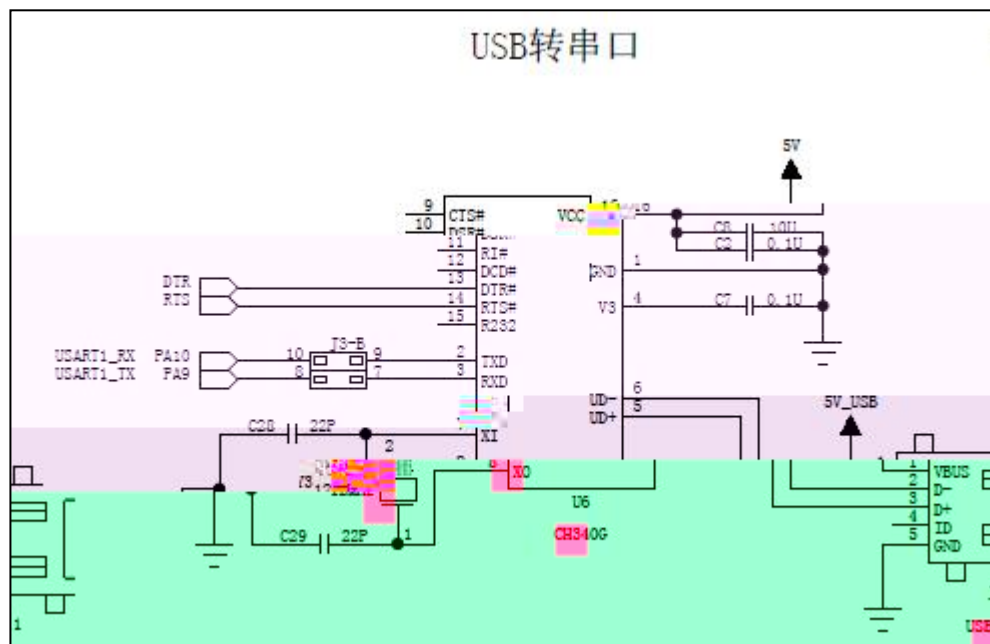 USB转串口
5V
9 CTS# VCC
10
C8 10U
11 C2 0.1U
12 RI# GND 1
13 DCD#
DTR DTR#
RTS 14 RTS# V3 4 C7 0.1U
15 R232
J3-B
USART1_RX PA10 10 9 2 TXD
USART1_TX PA9 8 7 3 RXD
UD- 6
UD+ 5
5V_USB
C28 22P XI
2
XO
1 VBUS
2 D-
3 D+
4 ID
5 GND
U6
CH340G
C29 22P 1
1
USB